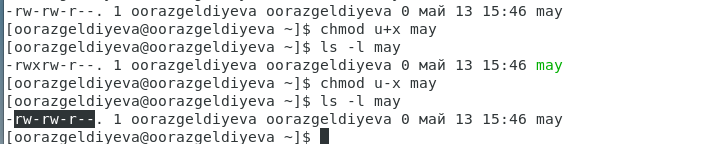 -rw-rw-r--. 1 oorazgeldiyeva oorazgeldiyeva 0 май 13 15:46 may
[oorazgeldiyeva@oorazgeldiyeva ~]$ chmod u+x may
[oorazgeldiyeva@oorazgeldiyeva ~]$ ls -l may
-rwxrw-r--. 1 oorazgeldiyeva oorazgeldiyeva 0 май 13 15:46 may
[oorazgeldiyeva@oorazgeldiyeva ~]$ chmod u-x may
[oorazgeldiyeva@oorazgeldiyeva ~]$ ls -l may
-rw-rw-r--. 1 oorazgeldiyeva oorazgeldiyeva 0 май 13 15:46 may
[oorazgeldiyeva@oorazgeldiyeva ~]$